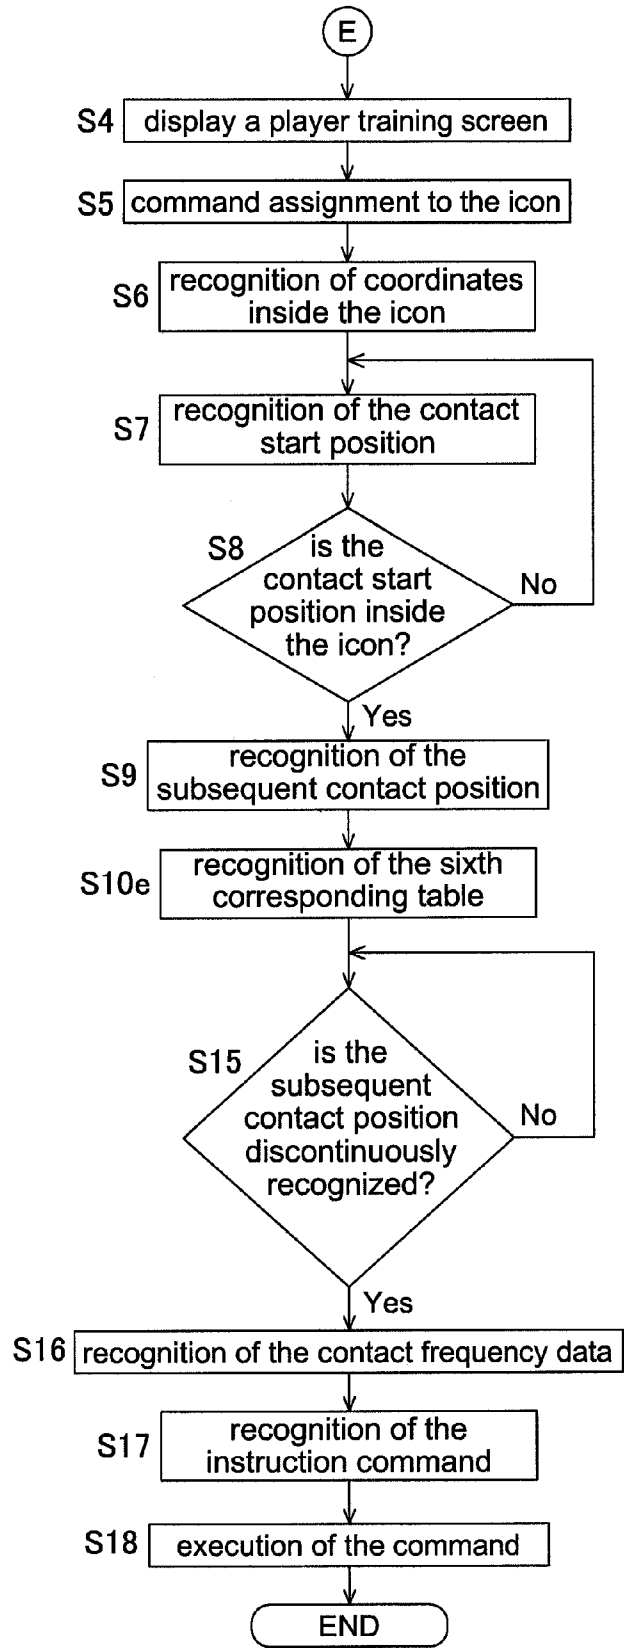 E
S4 display a player training screen
S5 command assignment to the icon
S6 recognition of coordinates
inside the icon
S7 recognition of the contact
start position
S8 is the
contact start
position inside
the icon?
No
Yes
S9 recognition of the
subsequent contact position
S10e recognition of the sixth
corresponding table
S15 is the
subsequent
contact position
discontinuously
recognized?
No
Yes
S16 recognition of the contact frequency data
S17 recognition of the
instruction command
S18 execution of the command
END